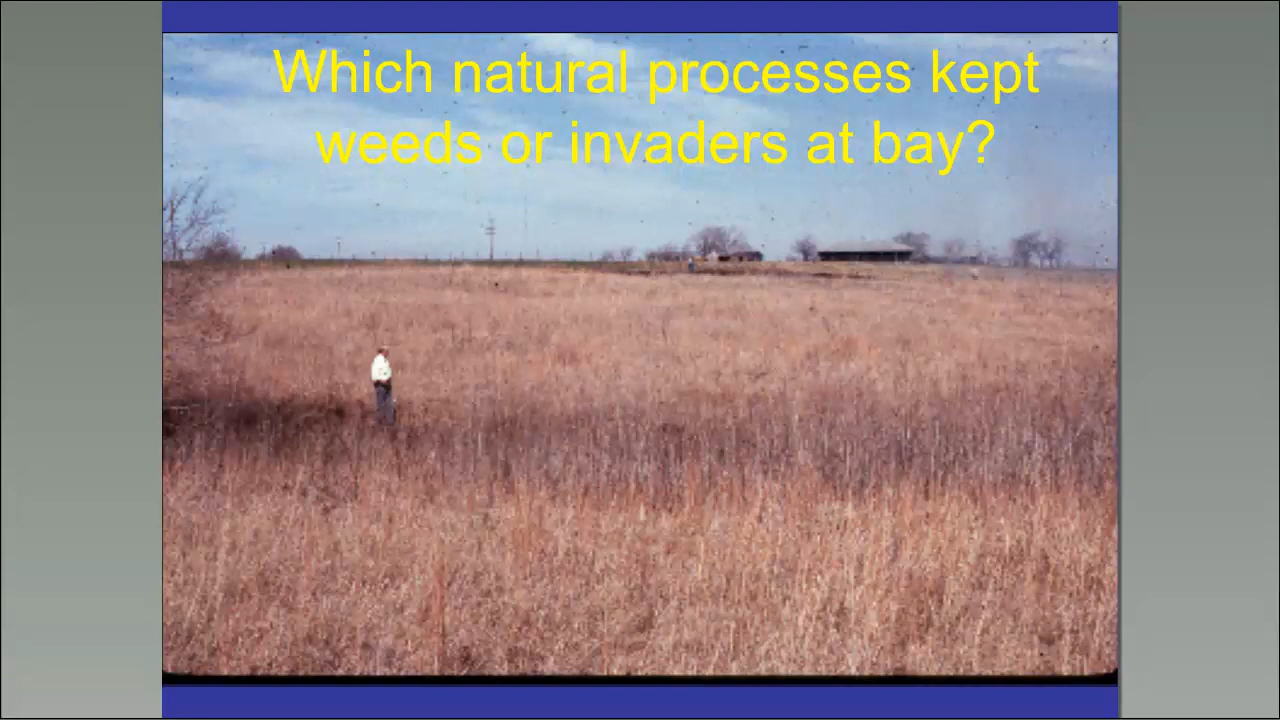 Which natural processes kept
weeds or invaders at bay?